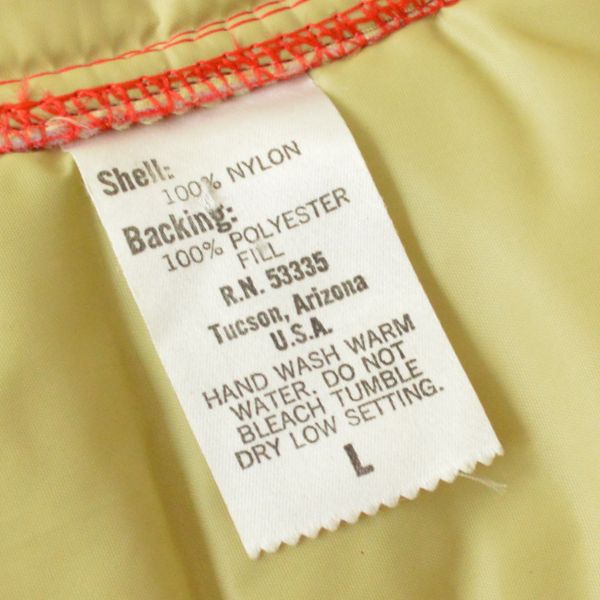 Shell:
100% NYLON
Backing:
100% POLYESTER
FILL
R.N. 53335
Tucson, Arizona
U.S.A.
HAND WASH WARM
WATER. DO NOT
BLEACH TUMBLE
DRY LOW SETTING.
L